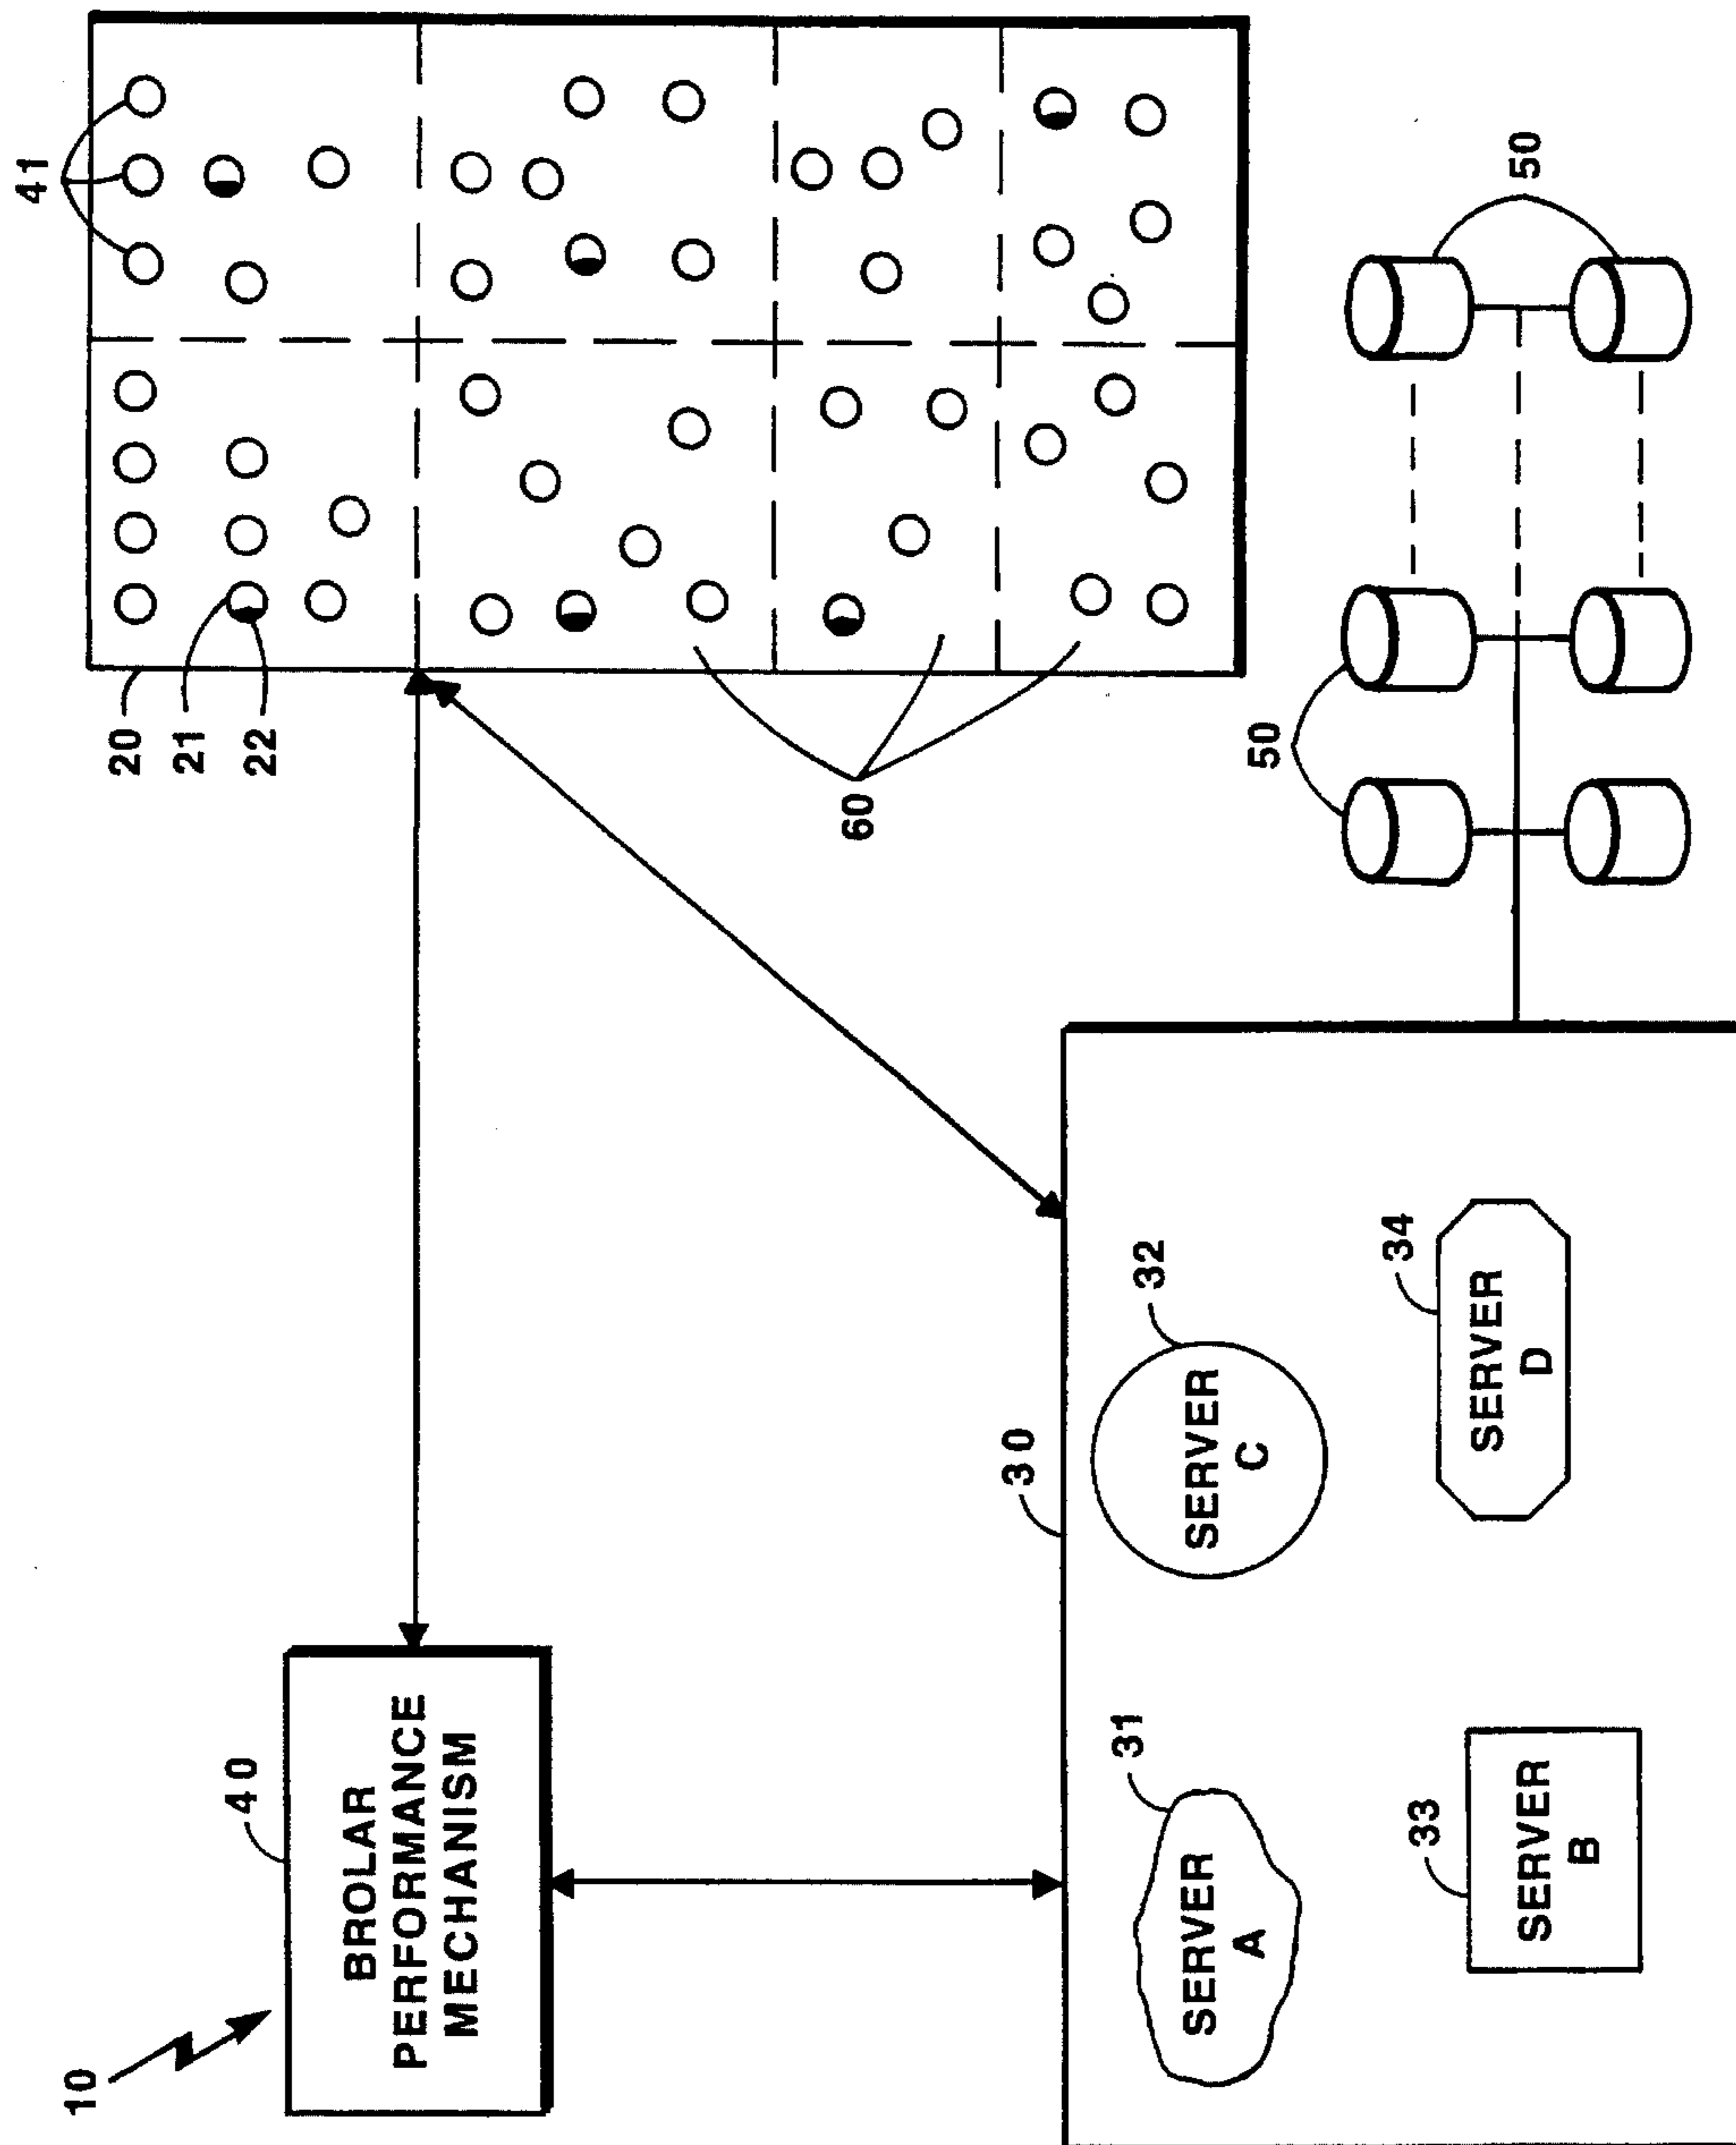 41
10
20
21
22
40
BROLAR
PERFORMANCE
MECHANISM
60
30
31
SERVER
A
32
SERVER
C
50
33
SERVER
B
34
SERVER
D
50